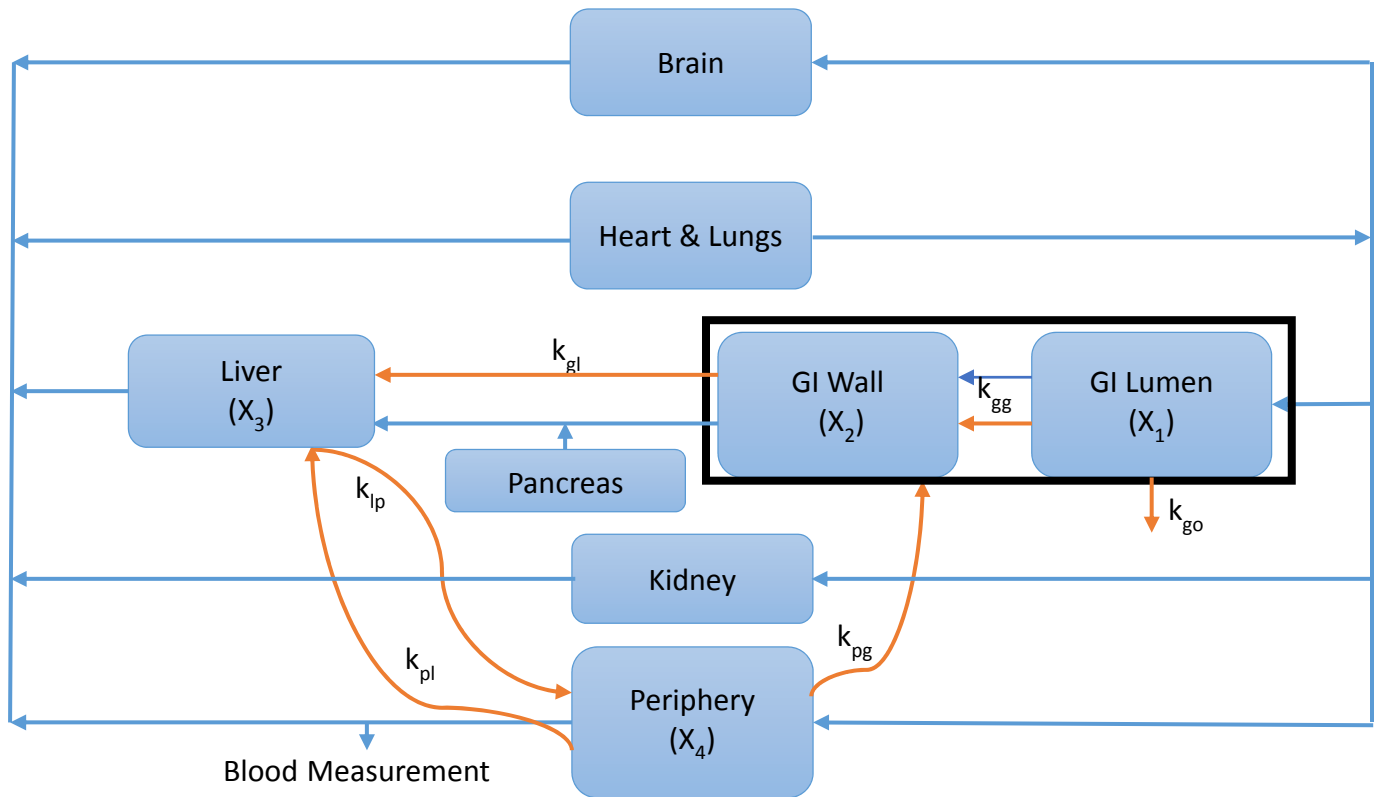 Brain
Heart & Lungs
Liver
(X3)
kgl
GI Wall
(X2)
kgg
GI Lumen
(X1)
Pancreas
klp
kgo
Kidney
kpl
kpg
Periphery
(X4)
Blood Measurement